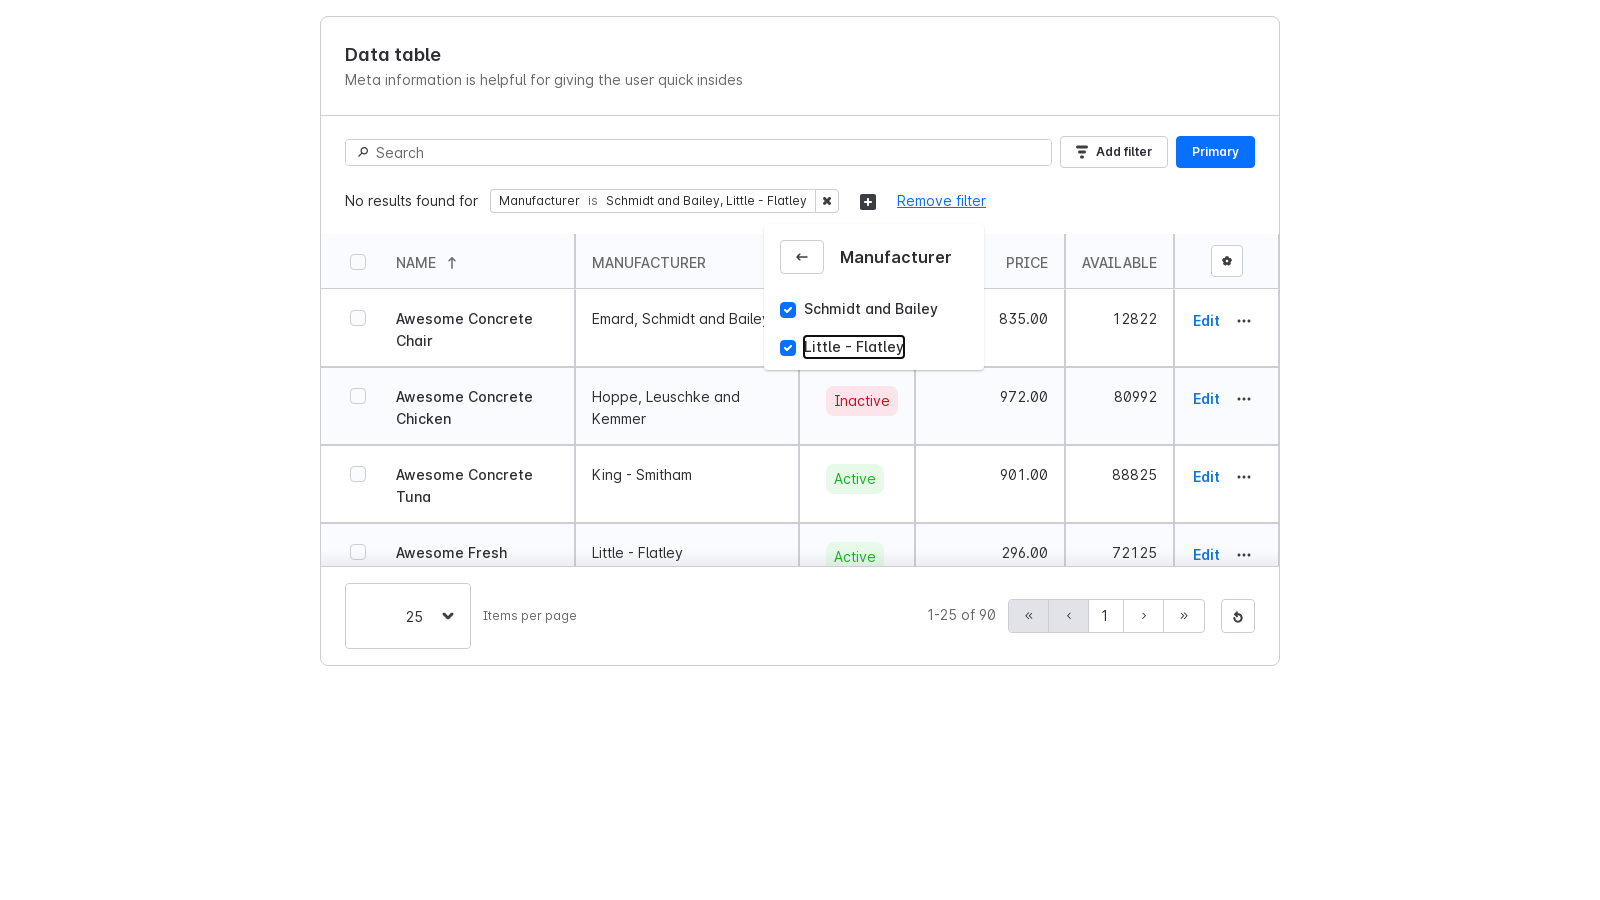 Data table
Meta information is helpful for giving the user quick insides
Search
Add filter
Primary
No results found for
Manufacturer is Schmidt and Bailey, Little - Flatley
Remove filter
Manufacturer
Schmidt and Bailey
Little - Flatley
NAME
MANUFACTURER
PRICE
AVAILABLE
Awesome Concrete
Chair
Emard, Schmidt and Bailey
835.00
12822
Edit
Awesome Concrete
Chicken
Hoppe, Leuschke and
Kemmer
Inactive
972.00
80992
Edit
Awesome Concrete
Tuna
King - Smitham
Active
901.00
88825
Edit
Awesome Fresh
Little - Flatley
Active
296.00
72125
Edit
25
Items per page
1-25 of 90
« ‹ 1 › »